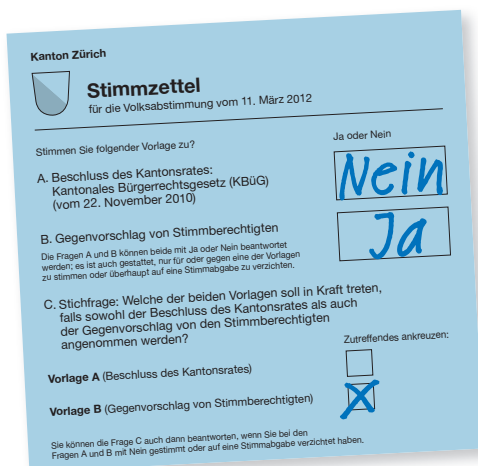 Kanton Zürich
Stimmzettel
für die Volksabstimmung vom 11. März 2012
Stimmen Sie folgender Vorlage zu?
Ja oder Nein
A. Beschluss des Kantonsrates:
Kantonales Bürgerrechtsgesetz (KBüG)
(vom 22. November 2010)
Nein
B. Gegenvorschlag von Stimmberechtigten
Die Fragen A und B können beide mit Ja oder Nein beantwortet
werden; es ist auch gestattet, nur für oder gegen eine der Vorlagen
zu stimmen oder überhaupt auf eine Stimmabgabe zu verzichten.
Ja
C. Stichfrage: Welche der beiden Vorlagen soll in Kraft treten,
falls sowohl der Beschluss des Kantonsrates als auch
der Gegenvorschlag von den Stimmberechtigten
angenommen werden?
Zutreffendes ankreuzen:
Vorlage A (Beschluss des Kantonsrates)
Vorlage B (Gegenvorschlag von Stimmberechtigten)
X
Sie können die Frage C auch dann beantworten, wenn Sie bei den
Fragen A und B mit Nein gestimmt oder auf eine Stimmabgabe verzichtet haben.